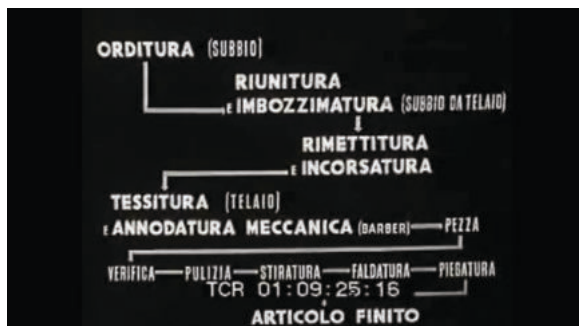 ORDITURA (SUBBIO)
RIUNITURA
E IMBOZZIMATURA (SUBBIO DA TELAIO)
RIMETTITURA
E INCORSATURA
TESSITURA (TELAIO)
E ANNODATURA MECCANICA (BARBER) PEZZA
VERIFICA PULIZIA STIRATURA FALDATURA PIEGATURA
TCR 01:09:25:16
ARTICOLO FINITO